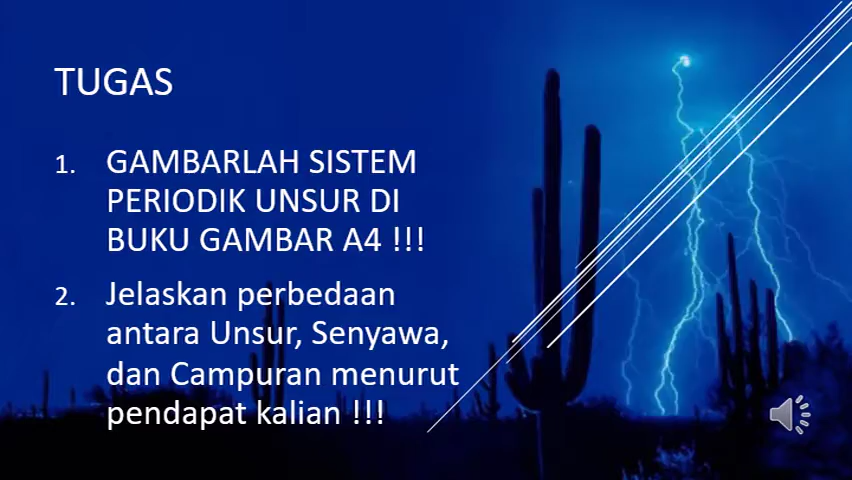 TUGAS
1. GAMBARLAH SISTEM
PERIODIK UNSUR DI
BUKU GAMBAR A4 !!!
2. Jelaskan perbedaan
antara Unsur, Senyawa,
dan Campuran menurut
pendapat kalian !!!